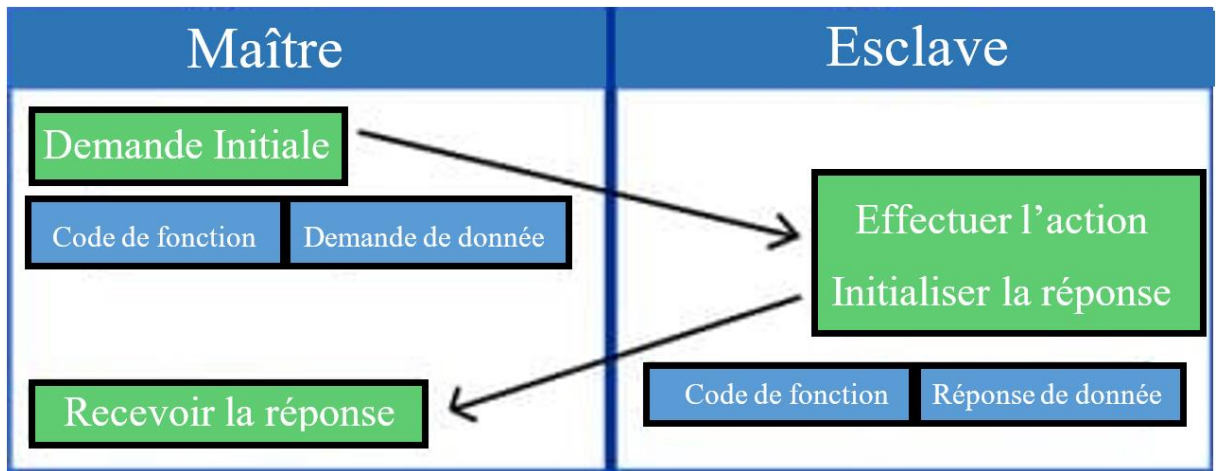 Maître
Esclave
Demande Initiale
Code de fonction
Demande de donnée
Effectuer l’action
Initialiser la réponse
Recevoir la réponse
Code de fonction
Réponse de donnée